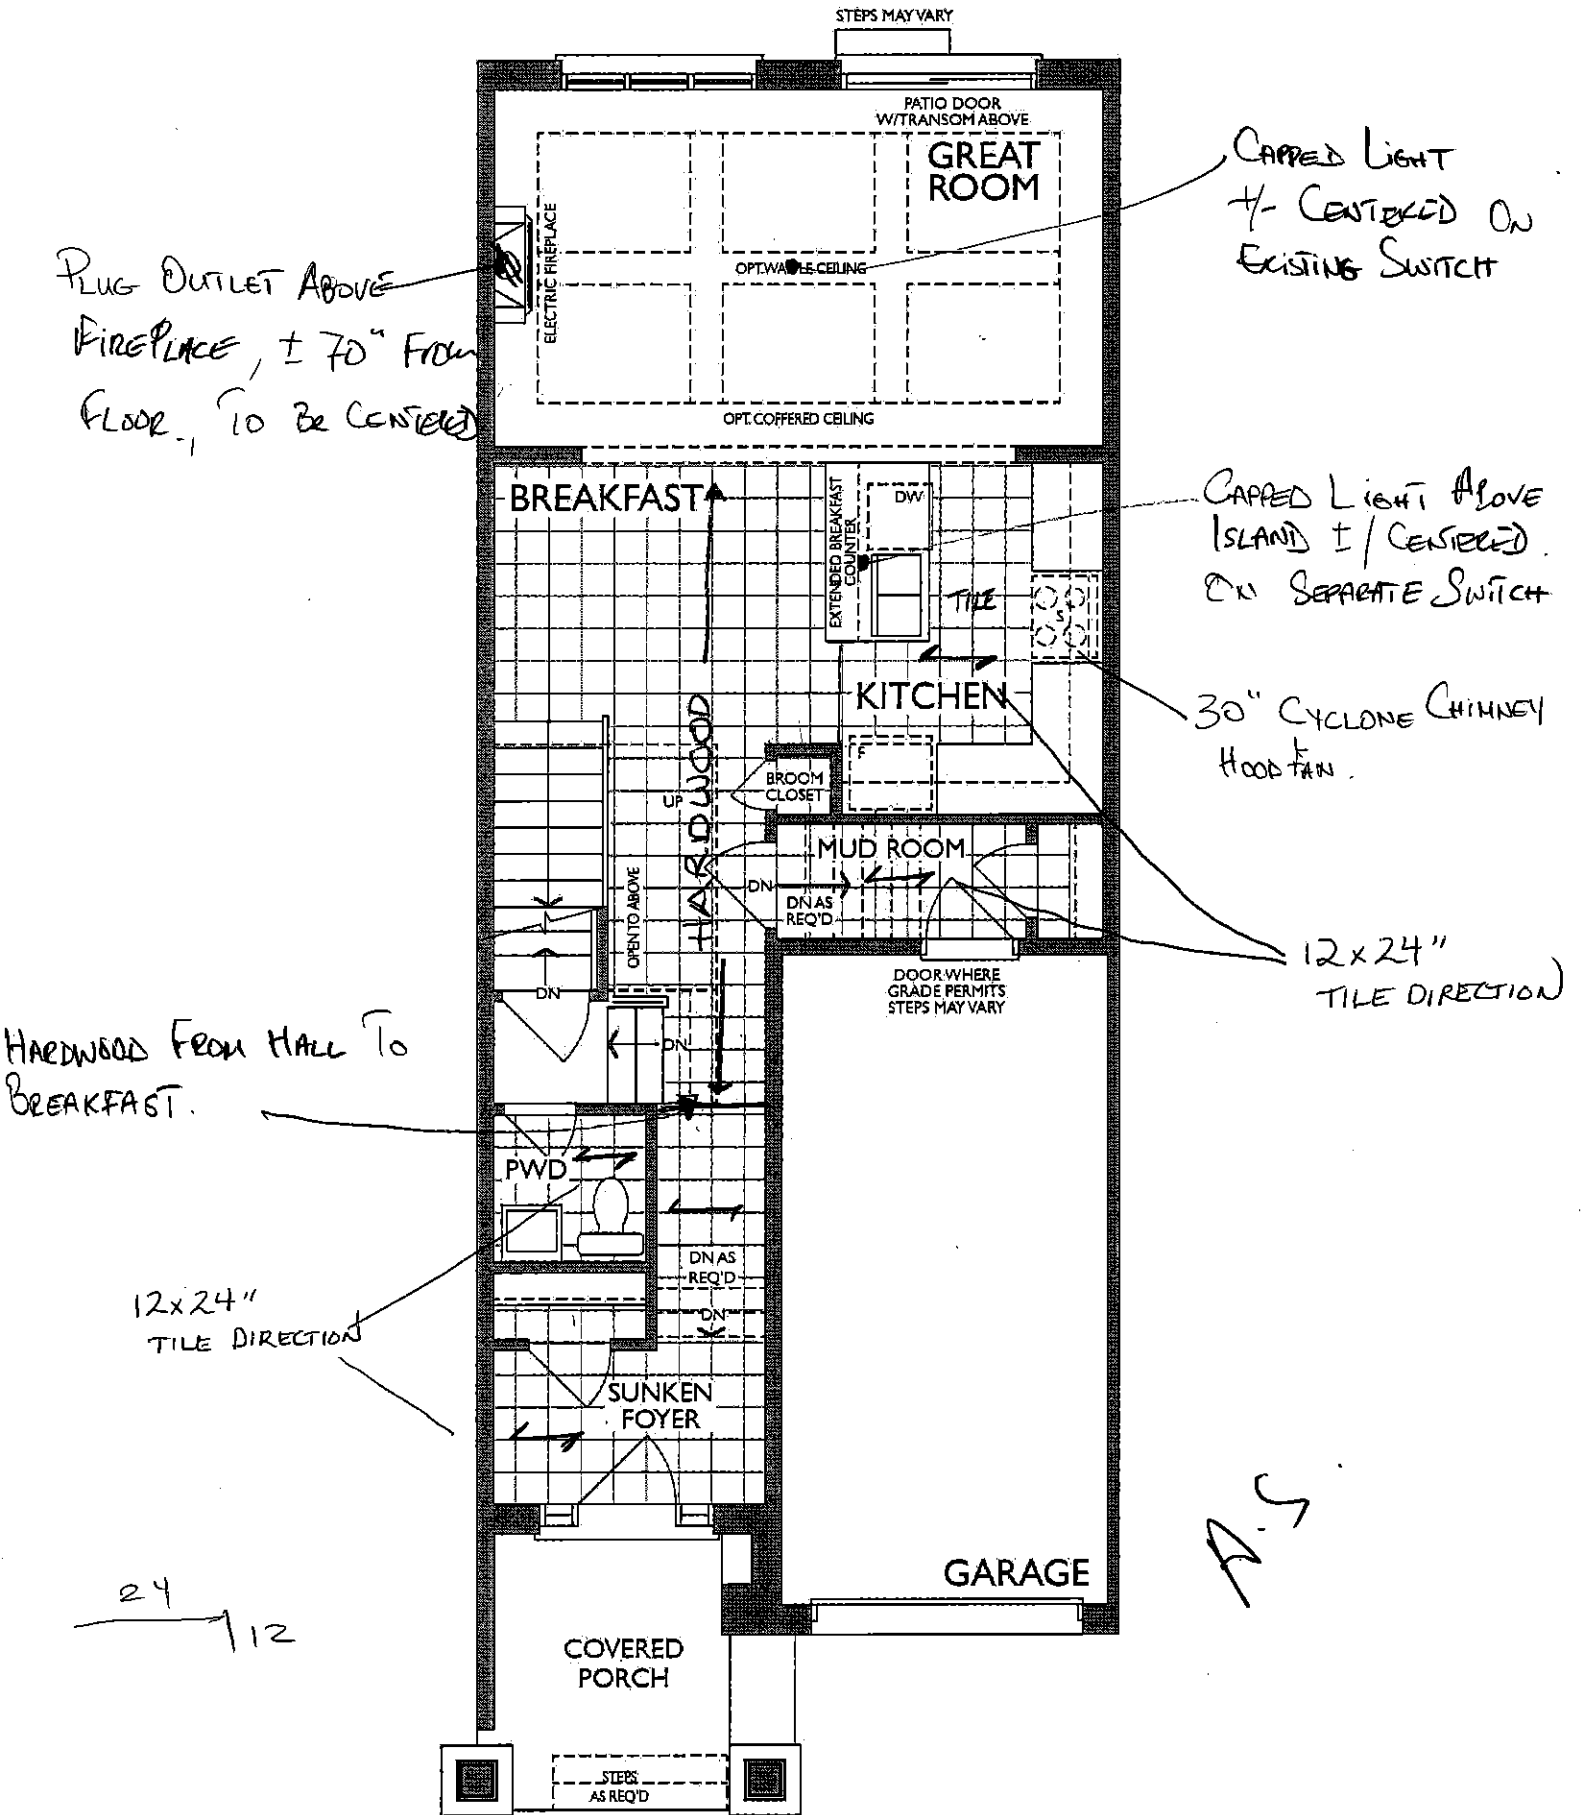 STEPS MAY VARY
PATIO DOOR
W/TRANSOM ABOVE
GREAT
ROOM
CAPPED LIGHT
+/- CENTERED ON
EXISTING SWITCH
ELECTRIC FIREPLACE
PLUG OUTLET ABOVE
FIREPLACE, ± 70" FROM
FLOOR., TO BE CENTERED
OPT. COFFERED CEILING
BREAKFAST
EXTENDED BREAKFAST
COUNTER
DW
CAPPED LIGHT ABOVE
ISLAND ± / CENTERED.
ON SEPARATE SWITCH
TILE
S
KITCHEN
30" CYCLONE CHIMNEY
HOOD FAN.
HARDWOOD
F
UP
BROOM
CLOSET
MUD ROOM
DN
DN AS
REQ'D
OPEN TO ABOVE
DN
12x24"
TILE DIRECTION
DOOR WHERE
GRADE PERMITS
STEPS MAY VARY
DN
HARDWOOD FROM HALL TO
BREAKFAST.
PWD
DN AS
REQ'D
DN
12x24"
TILE DIRECTION
SUNKEN
FOYER
A.S
GARAGE
24
12
COVERED
PORCH
STEPS
AS REQ'D